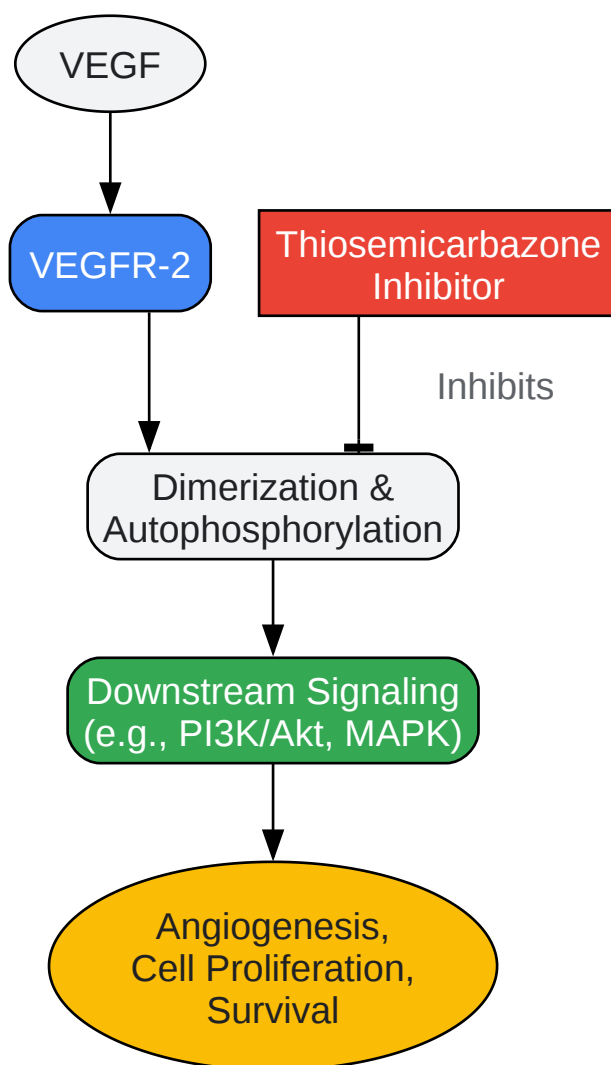 VEGF
VEGFR-2
Thiosemicarbazone
Inhibitor
Inhibits
Dimerization &
Autophosphorylation
Downstream Signaling
(e.g., PI3K/Akt, MAPK)
Angiogenesis,
Cell Proliferation,
Survival